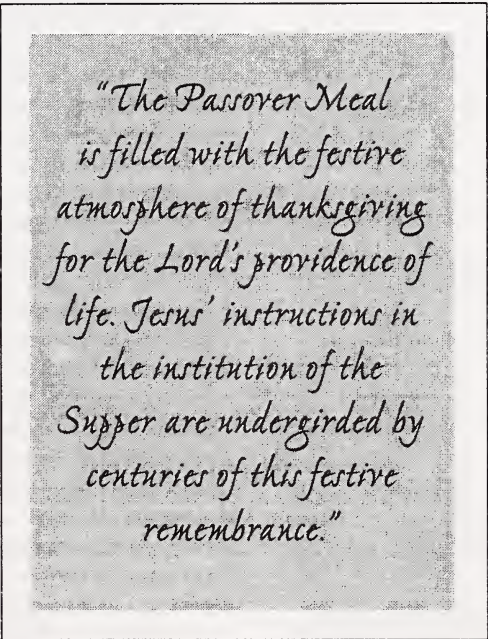 “The Passover Meal
is filled with the festive
atmosphere of thanksgiving
for the Lord’s providence of
life. Jesus’ instructions in
the institution of the
Supper are undergirded by
centuries of this festive
remembrance.”